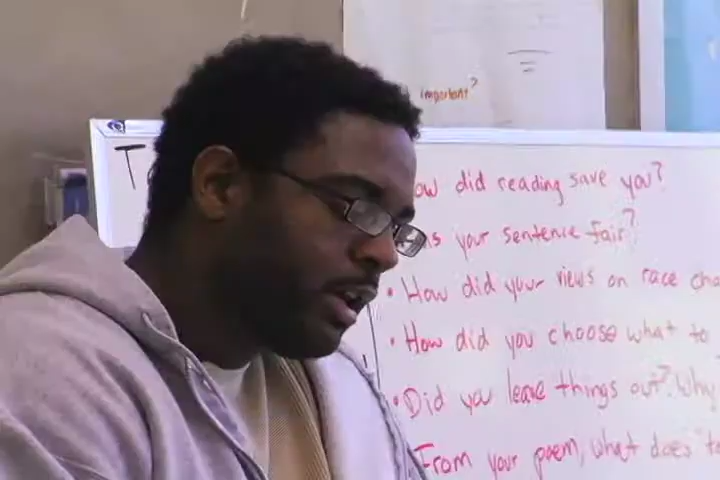 important?
T
ow did reading save you?
s your sentence fair?
• How did your views on race cha
• How did you choose what to
• Did you leave things out? Why
From your poem, what does